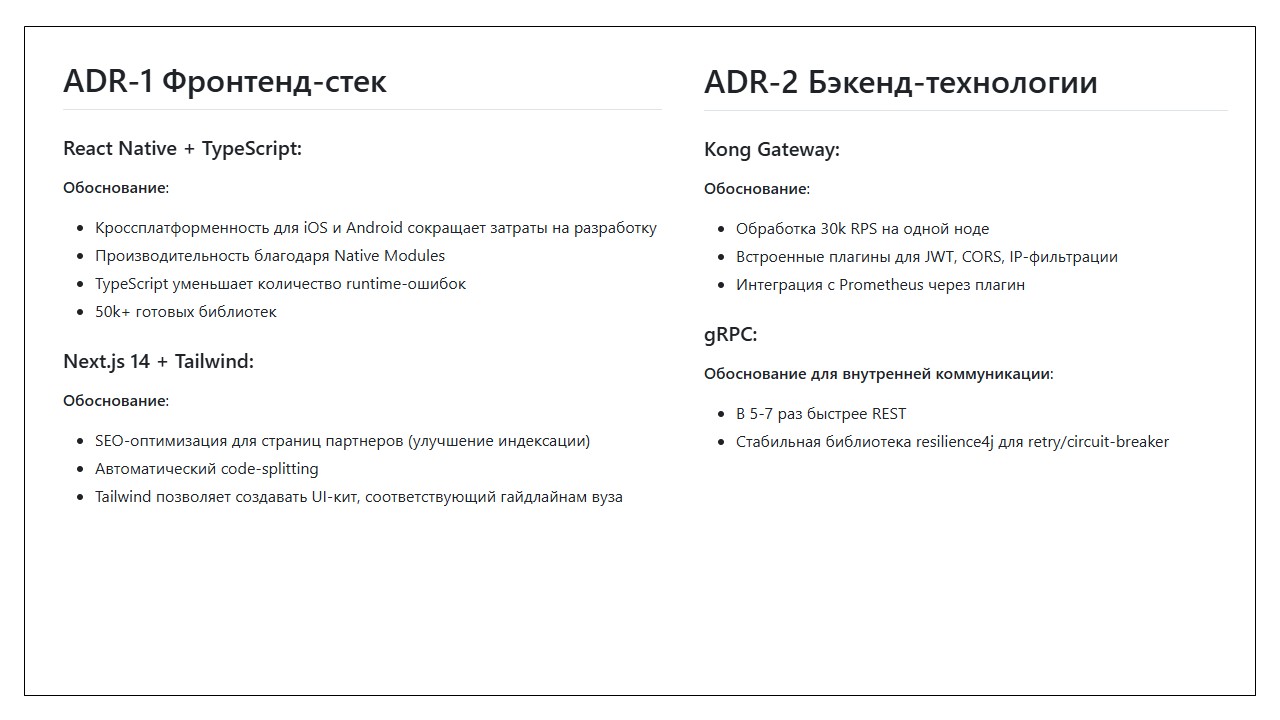 ADR-1 Фронтенд-стек
React Native + TypeScript:
Обоснование:
Кроссплатформенность для iOS и Android сокращает затраты на разработку
Производительность благодаря Native Modules
TypeScript уменьшает количество runtime-ошибок
50k+ готовых библиотек
Next.js 14 + Tailwind:
Обоснование:
SEO-оптимизация для страниц партнеров (улучшение индексации)
Автоматический code-splitting
Tailwind позволяет создавать UI-кит, соответствующий гайдлайнам вуза
ADR-2 Бэкенд-технологии
Kong Gateway:
Обоснование:
Обработка 30k RPS на одной ноде
Встроенные плагины для JWT, CORS, IP-фильтрации
Интеграция с Prometheus через плагин
gRPC:
Обоснование для внутренней коммуникации:
В 5-7 раз быстрее REST
Стабильная библиотека resilience4j для retry/circuit-breaker